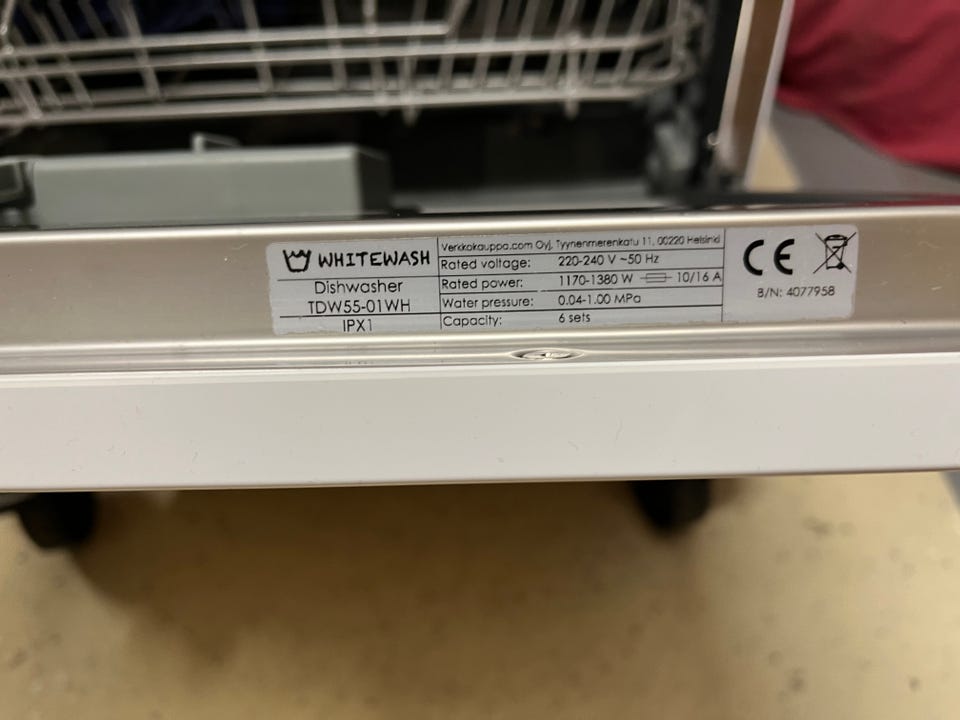 WHITEWASH
Dishwasher
TDW55-01WH
IPX1
Verkkokauppa.com Oyj, Tyynenmerenkatu 11, 00220 Helsinki
Rated voltage: 220-240 V ~50 Hz
Rated power: 1170-1380 W 10/16 A
Water pressure: 0.04-1.00 MPa
Capacity: 6 sets
CE
B/N: 4077958